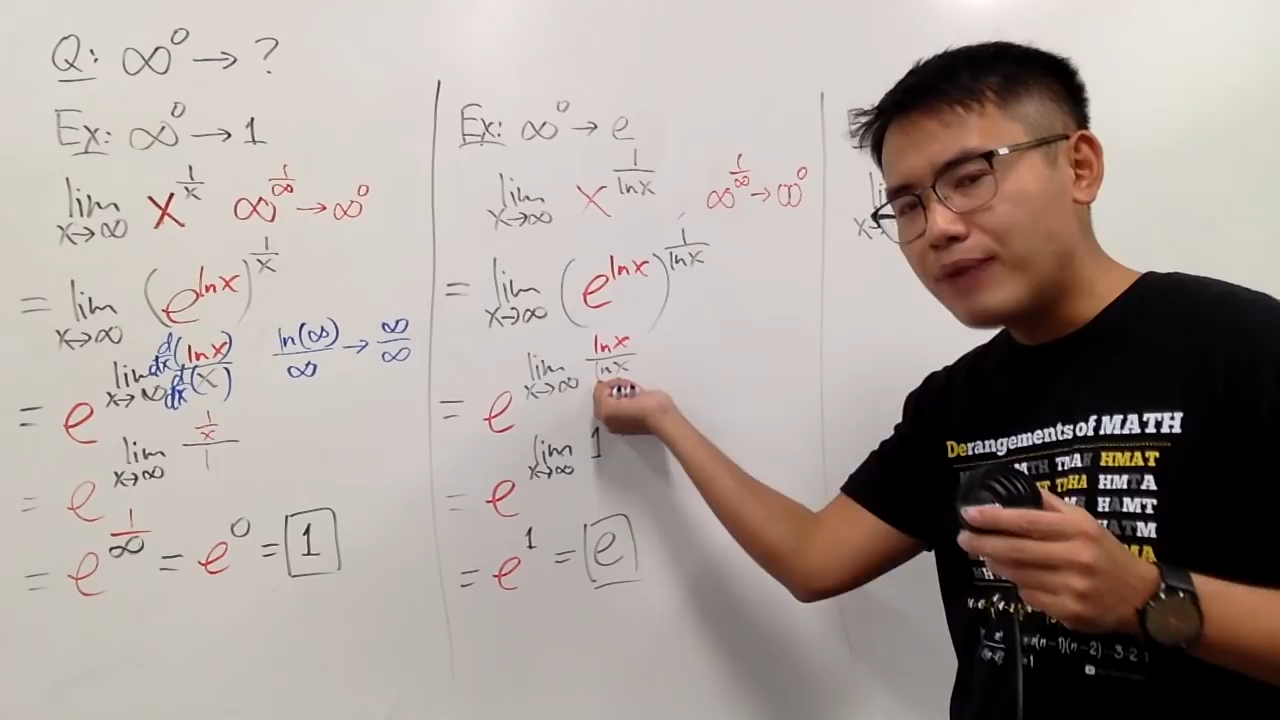 Q: ∞⁰ → ?
Ex: ∞⁰ → 1
lim x→∞ x^(1/x) ∞^(1/∞) → ∞⁰
= lim x→∞ (e^(ln x))^(1/x)
= e^(lim x→∞ d/dx(ln x) / d/dx(x)) ln(∞)/∞ → ∞/∞
= e^(lim x→∞ (1/x)/1)
= e^(1/∞) = e⁰ = 1
Ex: ∞⁰ → e
lim x→∞ x^(1/ln x) ∞^(1/∞) → ∞⁰
= lim x→∞ (e^(ln x))^(1/ln x)
= e^(lim x→∞ ln x / ln x)
= e^(lim x→∞ 1)
= e¹ = e
Derangements of MATH
HMAT
HMTA
HAMT